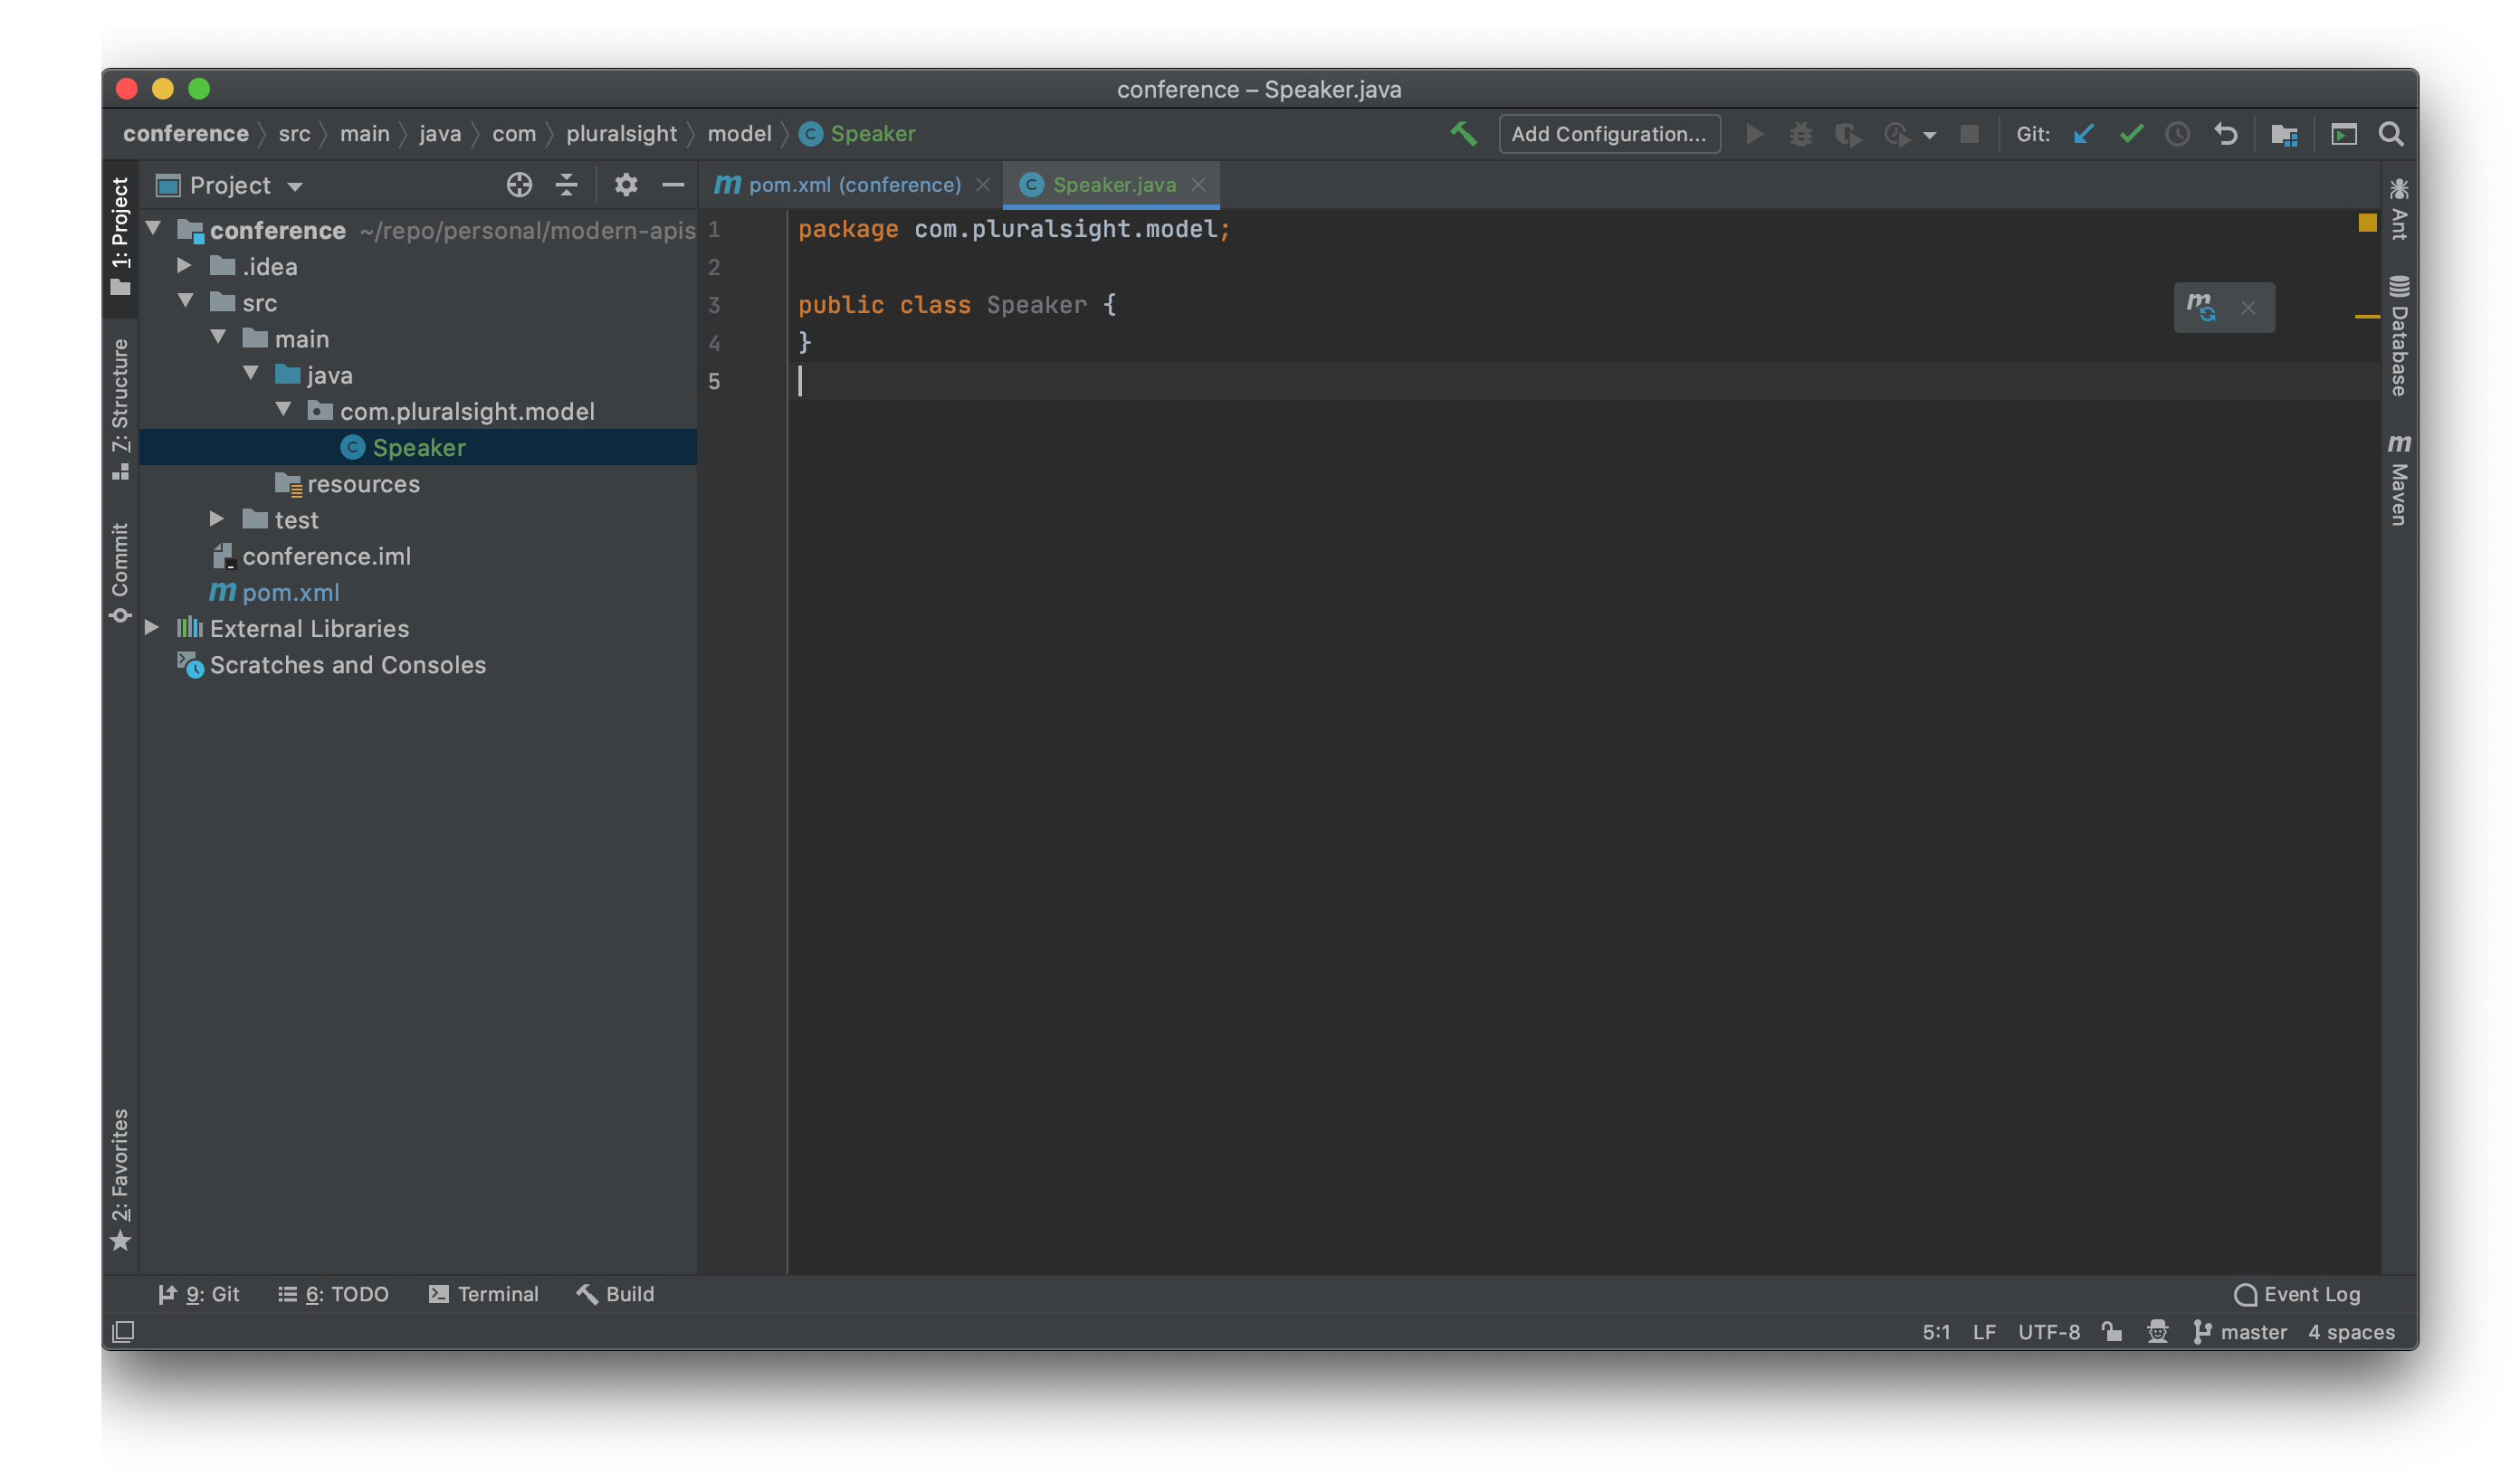 conference – Speaker.java
conference src main java com pluralsight model C Speaker Add Configuration... Git:
1: Project
Project
m pom.xml (conference) C Speaker.java
Ant
conference ~/repo/personal/modern-apis
.idea
src
main
java
com.pluralsight.model
C Speaker
resources
test
conference.iml
m pom.xml
External Libraries
Scratches and Consoles
Z: Structure
Commit
2: Favorites
1 package com.pluralsight.model;
2
3 public class Speaker {
4 }
5
m
Database
m Maven
9: Git 6: TODO Terminal Build Event Log
5:1 LF UTF-8 master 4 spaces